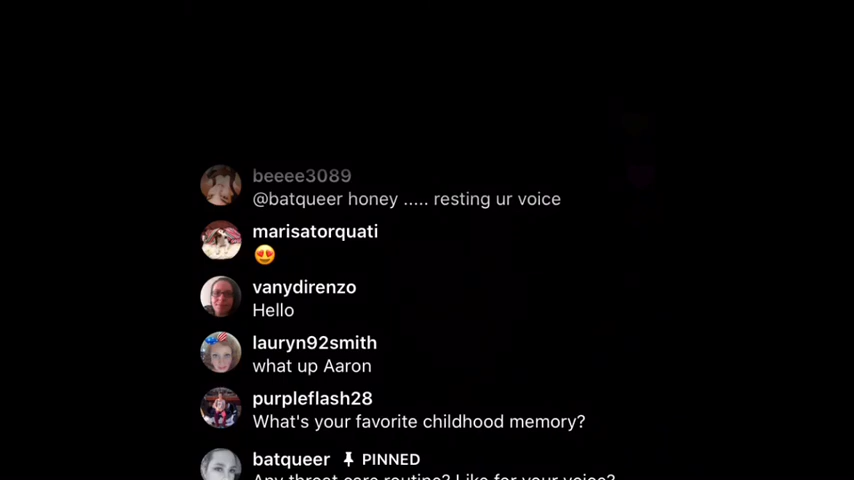 beeee3089
@batqueer honey ..... resting ur voice
marisatorquati
😍
vanydirenzo
Hello
lauryn92smith
what up Aaron
purpleflash28
What's your favorite childhood memory?
batqueer PINNED
Any throat care routine? Like for your voice?